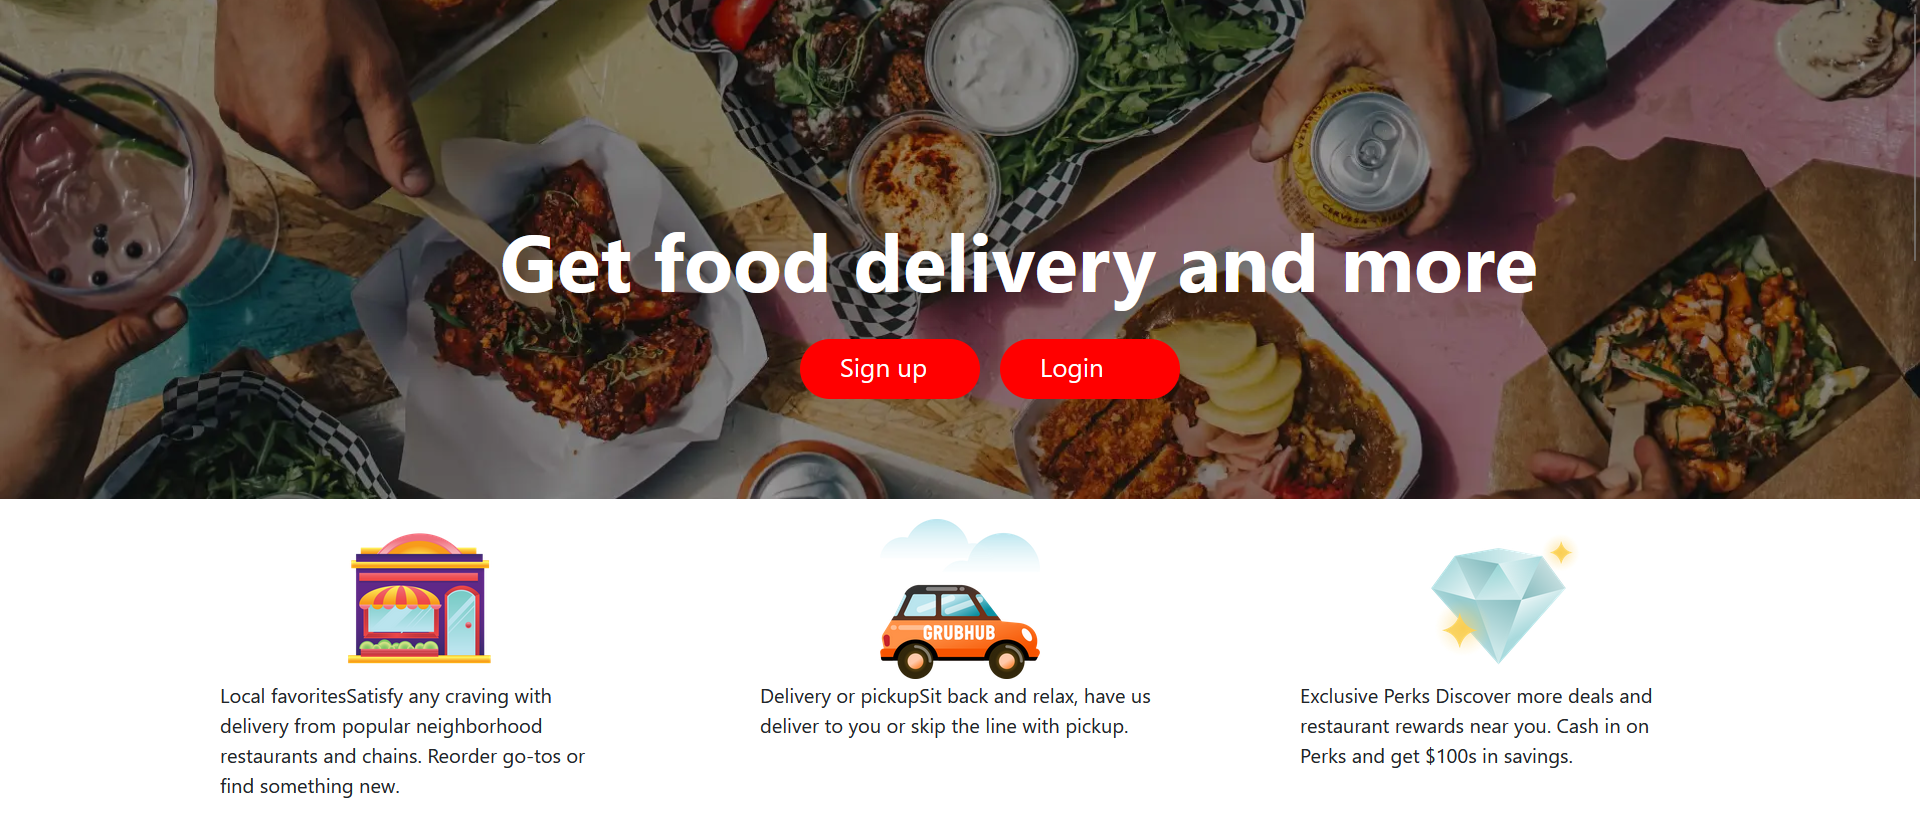 VESARE
CERVESA RICA
Get food delivery and more
Sign up
Login
GRUBHUB
Local favoritesSatisfy any craving with
delivery from popular neighborhood
restaurants and chains. Reorder go-tos or
find something new.
Delivery or pickupSit back and relax, have us
deliver to you or skip the line with pickup.
Exclusive Perks Discover more deals and
restaurant rewards near you. Cash in on
Perks and get $100s in savings.